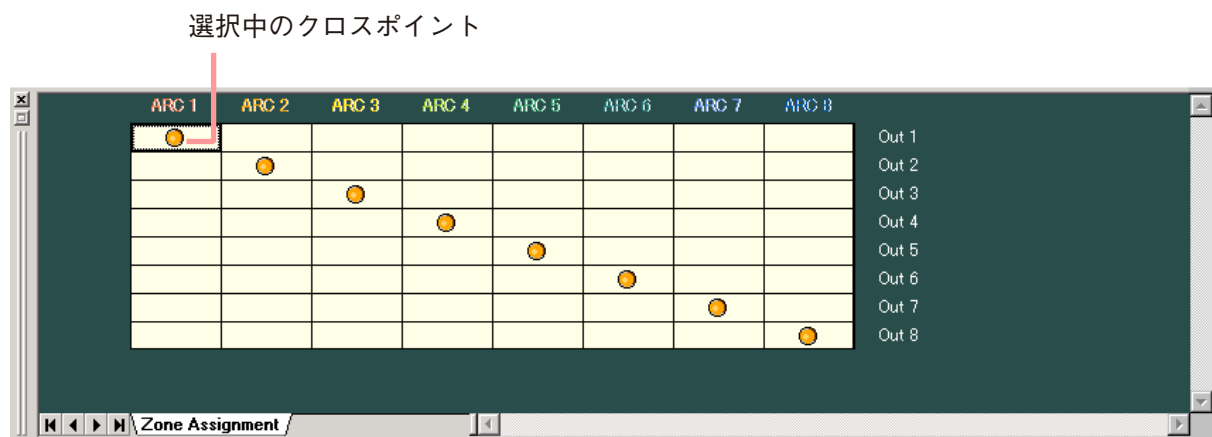 選択中のクロスポイント
ARC 1 ARC 2 ARC 3 ARC 4 ARC 5 ARC 6 ARC 7 ARC 8
Out 1
Out 2
Out 3
Out 4
Out 5
Out 6
Out 7
Out 8
Zone Assignment